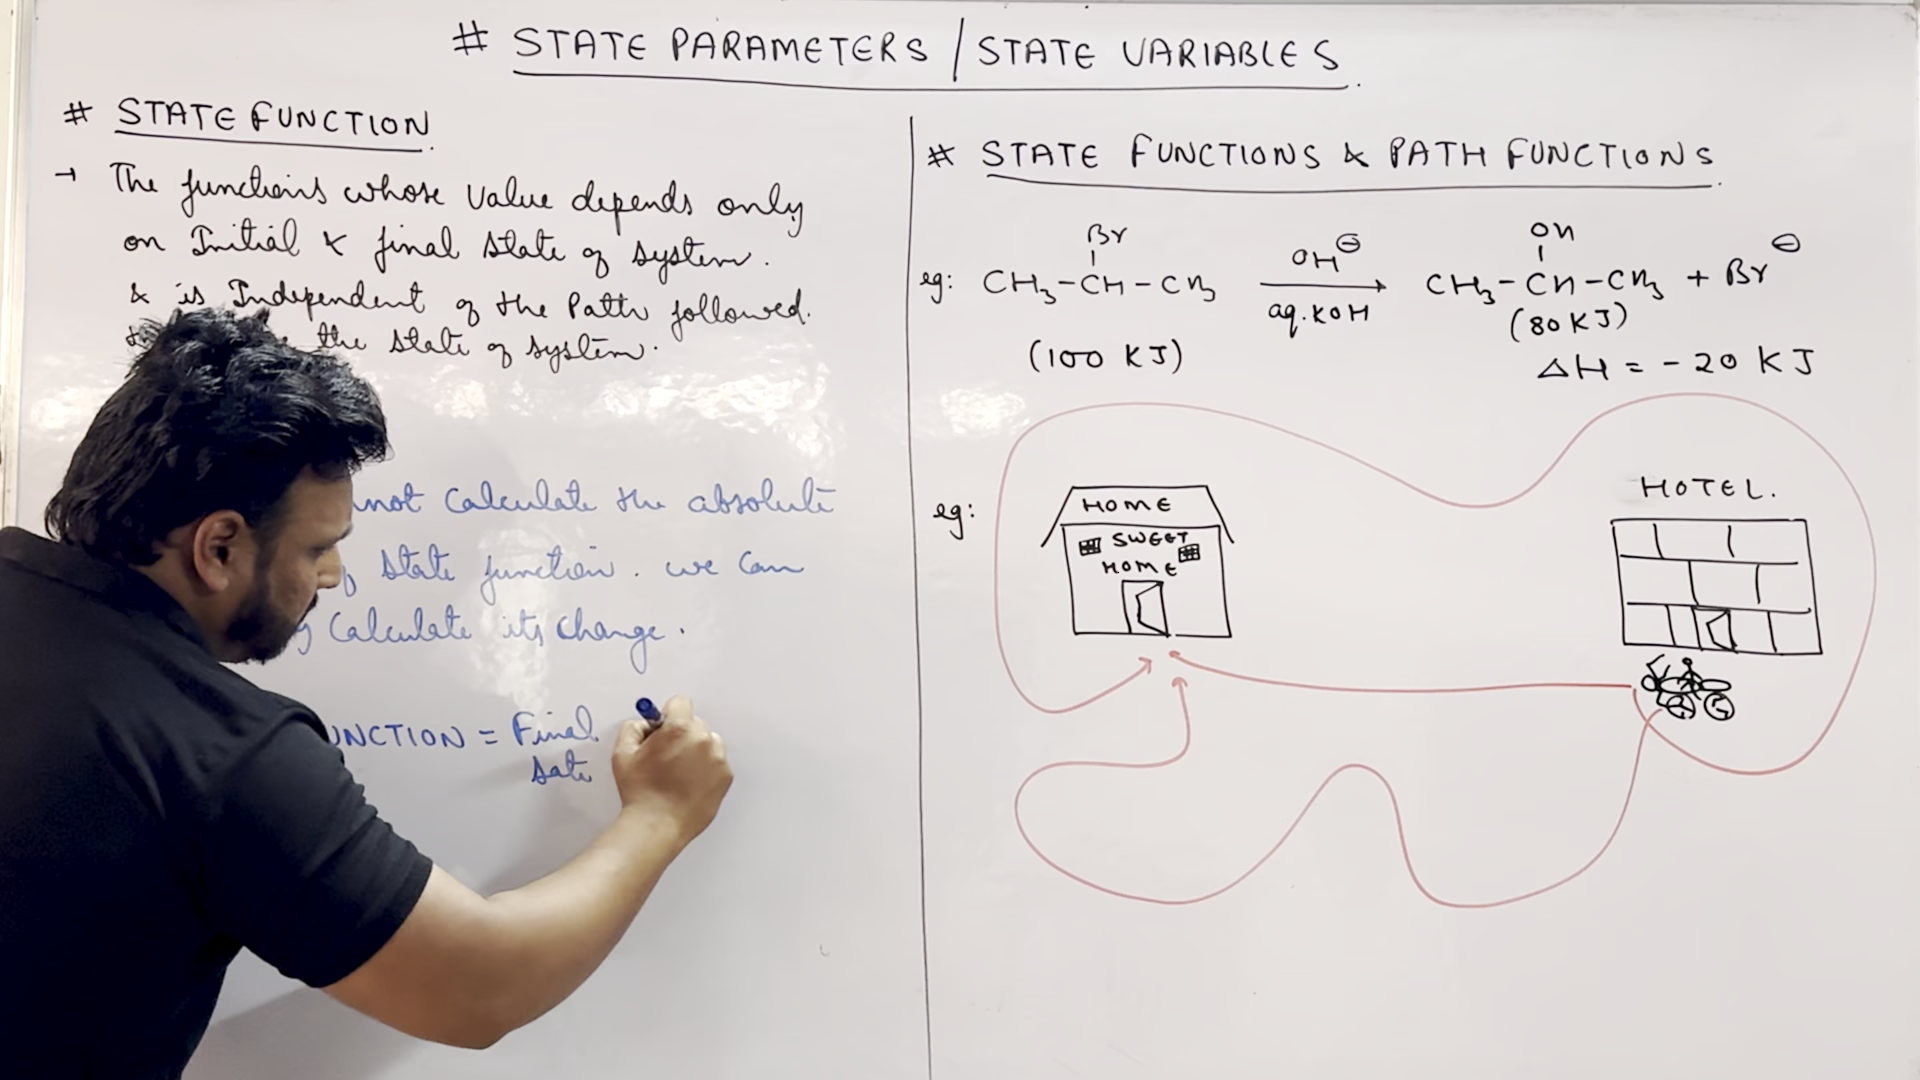 # STATE PARAMETERS / STATE VARIABLES.
# STATE FUNCTION.
→ The functions whose value depends only
on Initial & final state of system.
& is Independent of the Path followed.
the state of system.
not calculate the absolute
state function. we can
calculate its change.
UNCTION = Final
sate
# STATE FUNCTIONS & PATH FUNCTIONS.
Br
OH⊖
OH
⊖
eg: CH3-CH-CH3 → CH3-CH-CH3 + Br
aq.KOH
(80 KJ)
(100 KJ)
ΔH = -20 KJ
HOTEL.
eg:
HOME
SWEET
HOME